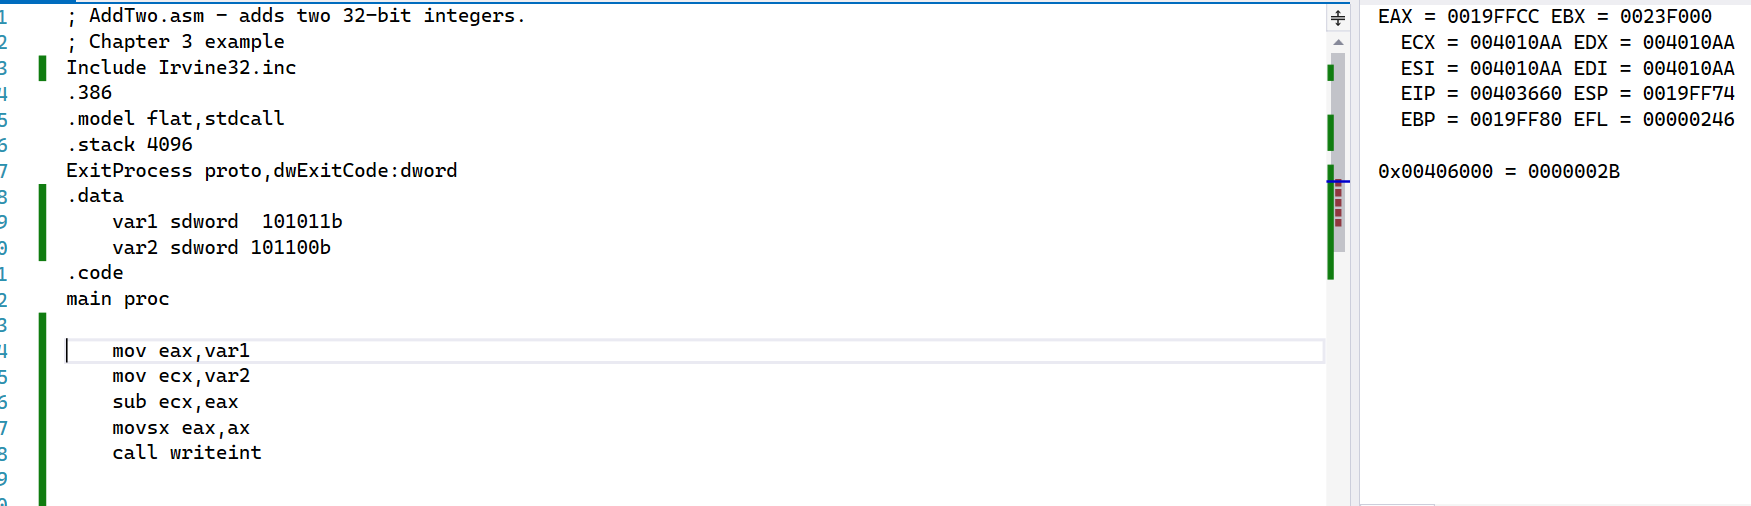 1 ; AddTwo.asm - adds two 32-bit integers.
2 ; Chapter 3 example
3 Include Irvine32.inc
4 .386
5 .model flat,stdcall
6 .stack 4096
7 ExitProcess proto,dwExitCode:dword
8 .data
9 var1 sdword  101011b
0 var2 sdword 101100b
1 .code
2 main proc
3
4 mov eax,var1
5 mov ecx,var2
6 sub ecx,eax
7 movsx eax,ax
8 call writeint
9
0
EAX = 0019FFCC EBX = 0023F000
ECX = 004010AA EDX = 004010AA
ESI = 004010AA EDI = 004010AA
EIP = 00403660 ESP = 0019FF74
EBP = 0019FF80 EFL = 00000246
0x00406000 = 0000002B